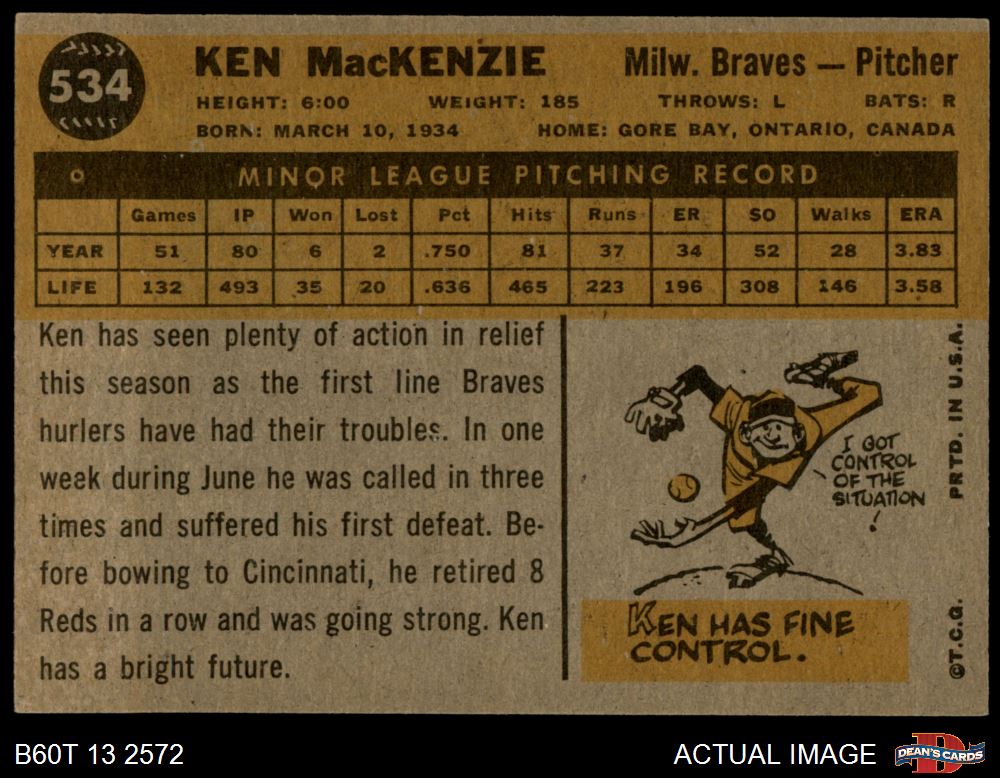 534
KEN MacKENZIE
Milw. Braves — Pitcher
HEIGHT: 6:00 WEIGHT: 185 THROWS: L BATS: R
BORN: MARCH 10, 1934 HOME: GORE BAY, ONTARIO, CANADA
MINOR LEAGUE PITCHING RECORD
Games IP Won Lost Pct Hits Runs ER SO Walks ERA
YEAR 51 80 6 2 .750 81 37 34 52 28 3.83
LIFE 132 493 35 20 .636 465 223 196 308 146 3.58
Ken has seen plenty of action in relief
this season as the first line Braves
hurlers have had their troubles. In one
week during June he was called in three
times and suffered his first defeat. Be-
fore bowing to Cincinnati, he retired 8
Reds in a row and was going strong. Ken
has a bright future.
I GOT
CONTROL
OF THE
SITUATION
!
KEN HAS FINE
CONTROL.
PRTD. IN U.S.A.
©T.C.G.
B60T 13 2572
ACTUAL IMAGE
D
DEAN'S CARDS